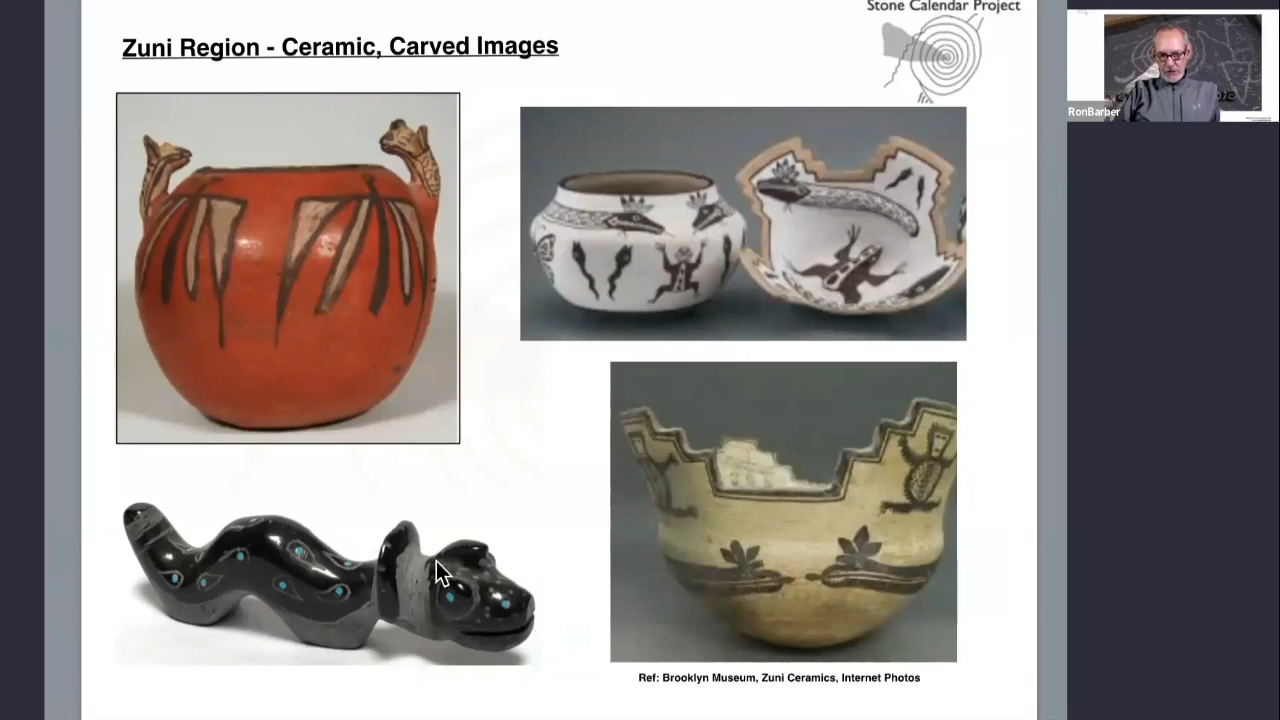 Stone Calendar Project
Zuni Region - Ceramic, Carved Images
RonBarber
Ref: Brooklyn Museum, Zuni Ceramics, Internet Photos